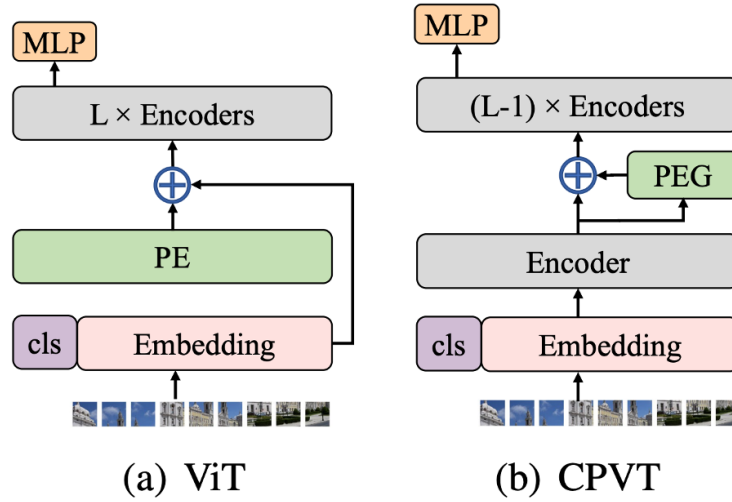 MLP
L × Encoders
PE
cls Embedding
(a) ViT
MLP
(L-1) × Encoders
PEG
Encoder
cls Embedding
(b) CPVT